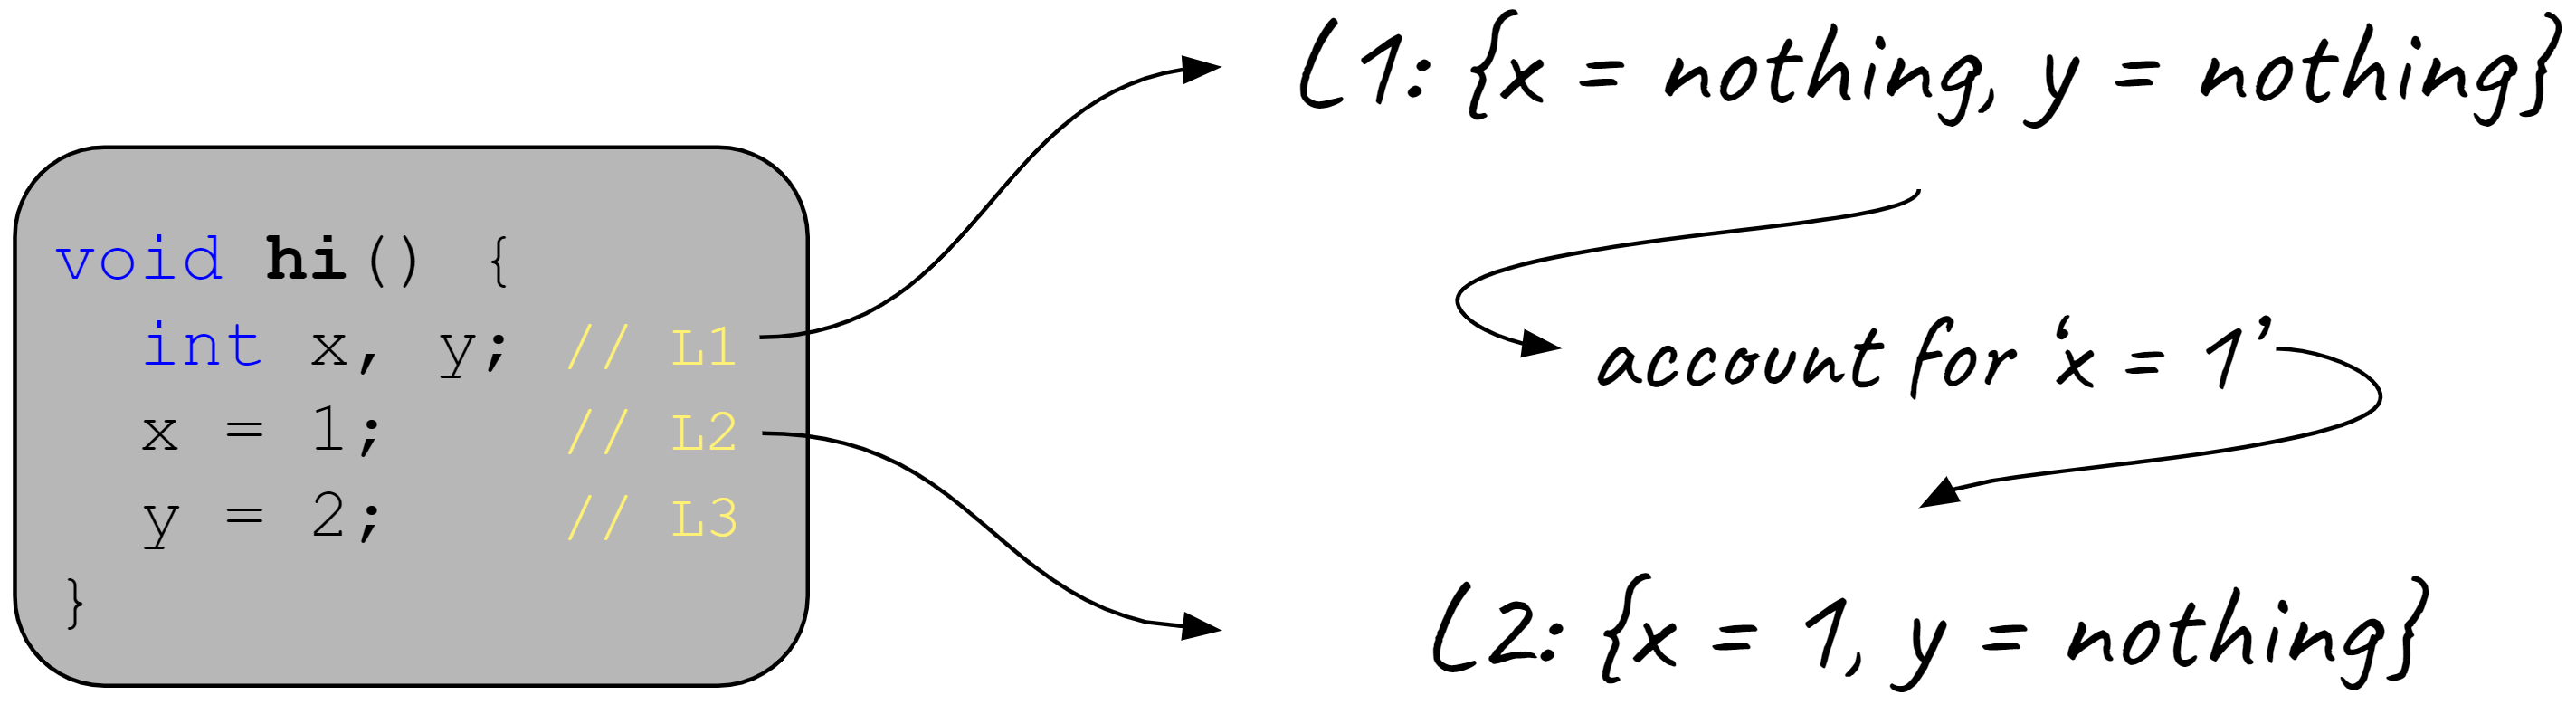 void hi() {
int x, y; // L1
x = 1; // L2
y = 2; // L3
}
L1: {x = nothing, y = nothing}
account for ‘x = 1’
L2: {x = 1, y = nothing}